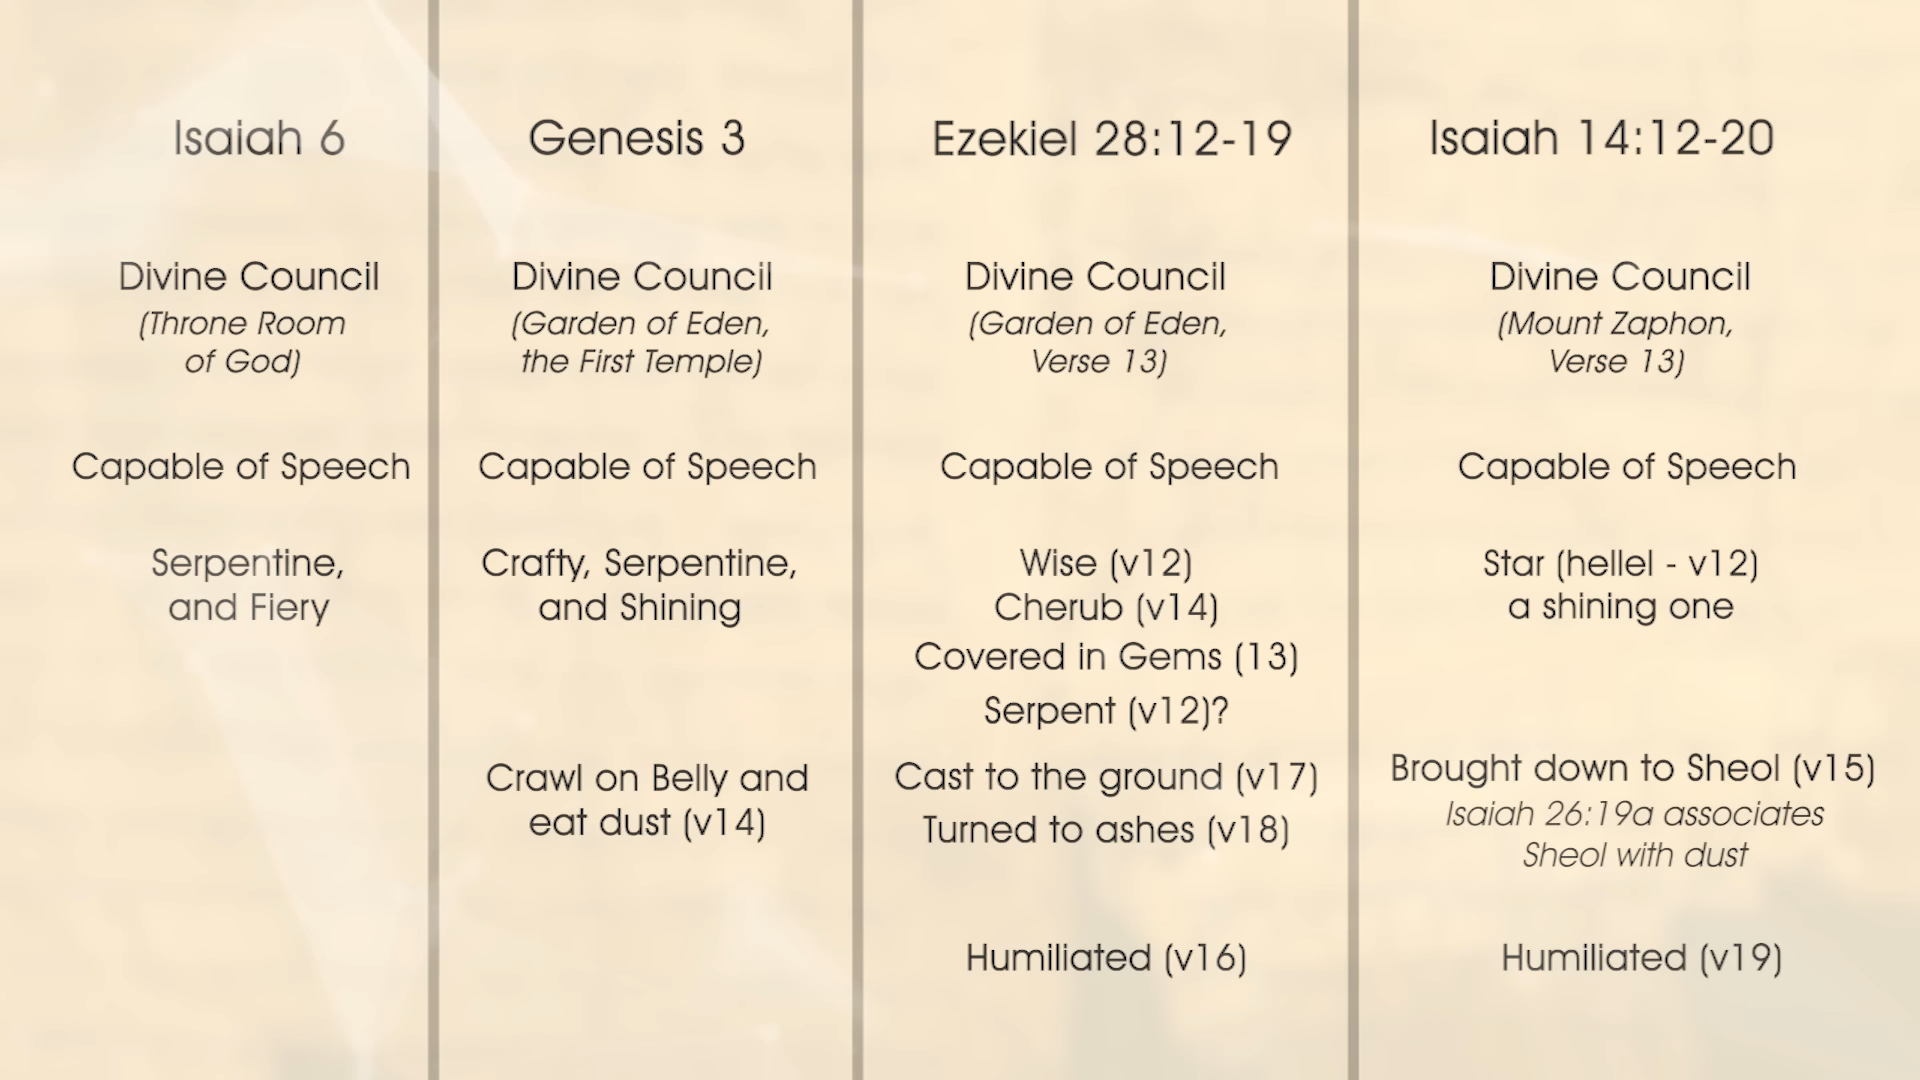 Isaiah 6
Divine Council
(Throne Room
of God)
Capable of Speech
Serpentine,
and Fiery
Genesis 3
Divine Council
(Garden of Eden,
the First Temple)
Capable of Speech
Crafty, Serpentine,
and Shining
Crawl on Belly and
eat dust (v14)
Ezekiel 28:12-19
Divine Council
(Garden of Eden,
Verse 13)
Capable of Speech
Wise (v12)
Cherub (v14)
Covered in Gems (13)
Serpent (v12)?
Cast to the ground (v17)
Turned to ashes (v18)
Humiliated (v16)
Isaiah 14:12-20
Divine Council
(Mount Zaphon,
Verse 13)
Capable of Speech
Star (hellel - v12)
a shining one
Brought down to Sheol (v15)
Isaiah 26:19a associates
Sheol with dust
Humiliated (v19)